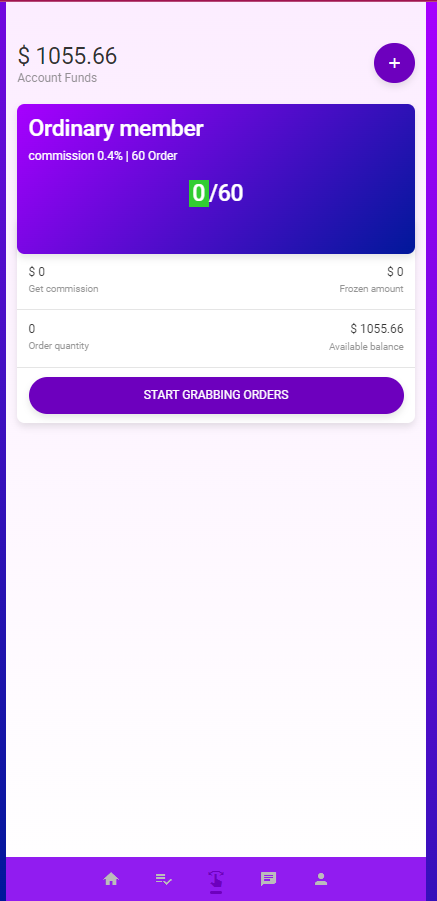 $ 1055.66
Account Funds
+
Ordinary member
commission 0.4% | 60 Order
0/60
$ 0
$ 0
Get commission
Frozen amount
0
$ 1055.66
Order quantity
Available balance
START GRABBING ORDERS